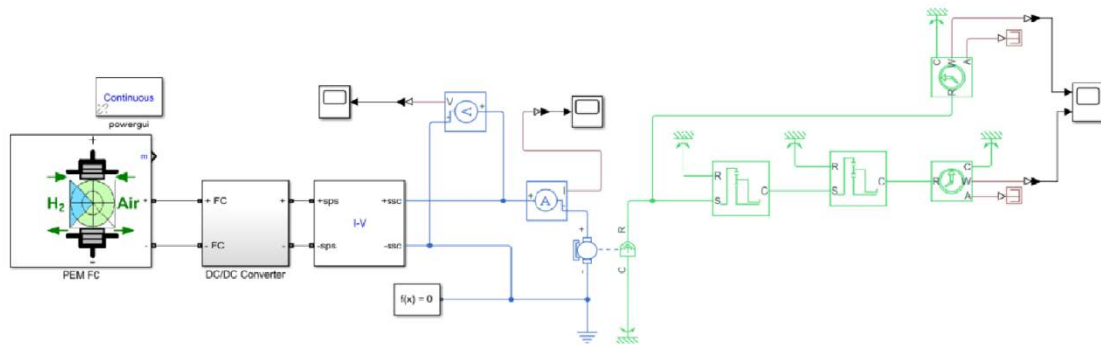 Continuous
powergui
+
m
H₂ Air
+
-
-
PEM FC
+ FC
- FC
+
-
DC/DC Converter
+sps
-sps
I-V
+ssc
-ssc
f(x) = 0
V
+
V
+
A
I
+
-
R
C
R
S
C
R
S
C
R
C
W
A
C
W
A
R